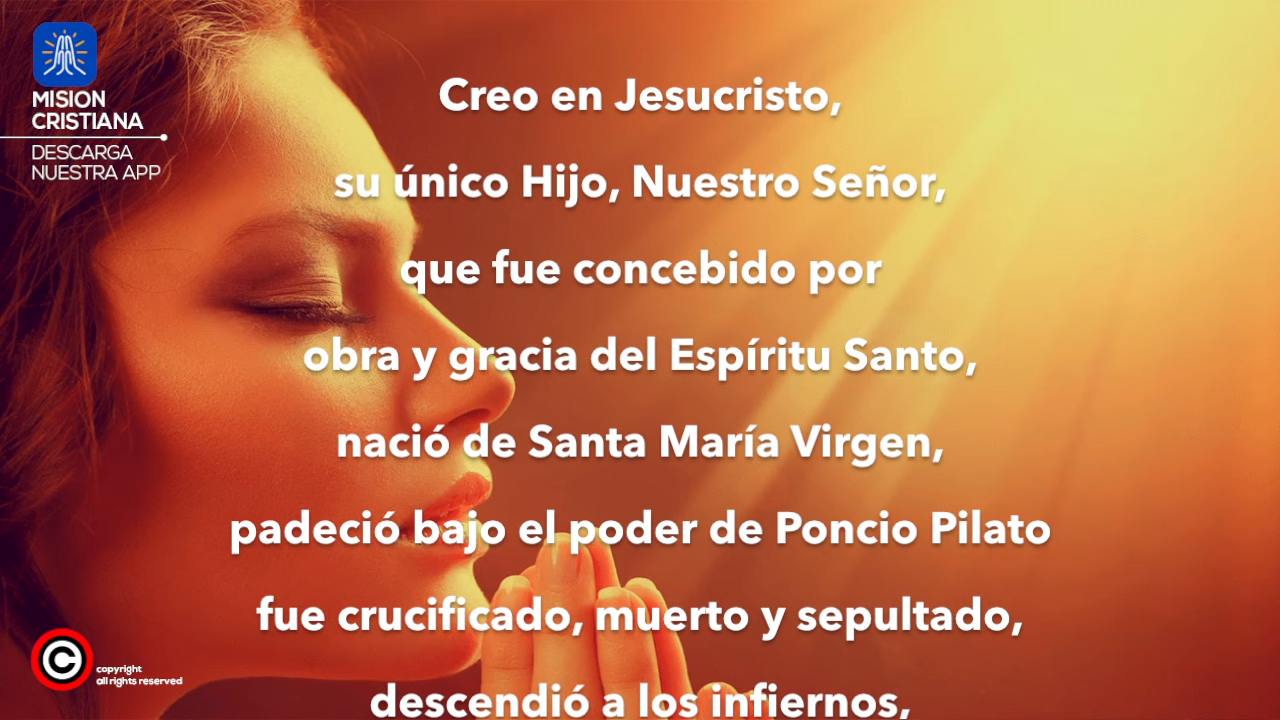 MISION
CRISTIANA
DESCARGA
NUESTRA APP
Creo en Jesucristo,
su único Hijo, Nuestro Señor,
que fue concebido por
obra y gracia del Espíritu Santo,
nació de Santa María Virgen,
padeció bajo el poder de Poncio Pilato
fue crucificado, muerto y sepultado,
descendió a los infiernos,
C
copyright
all rights reserved